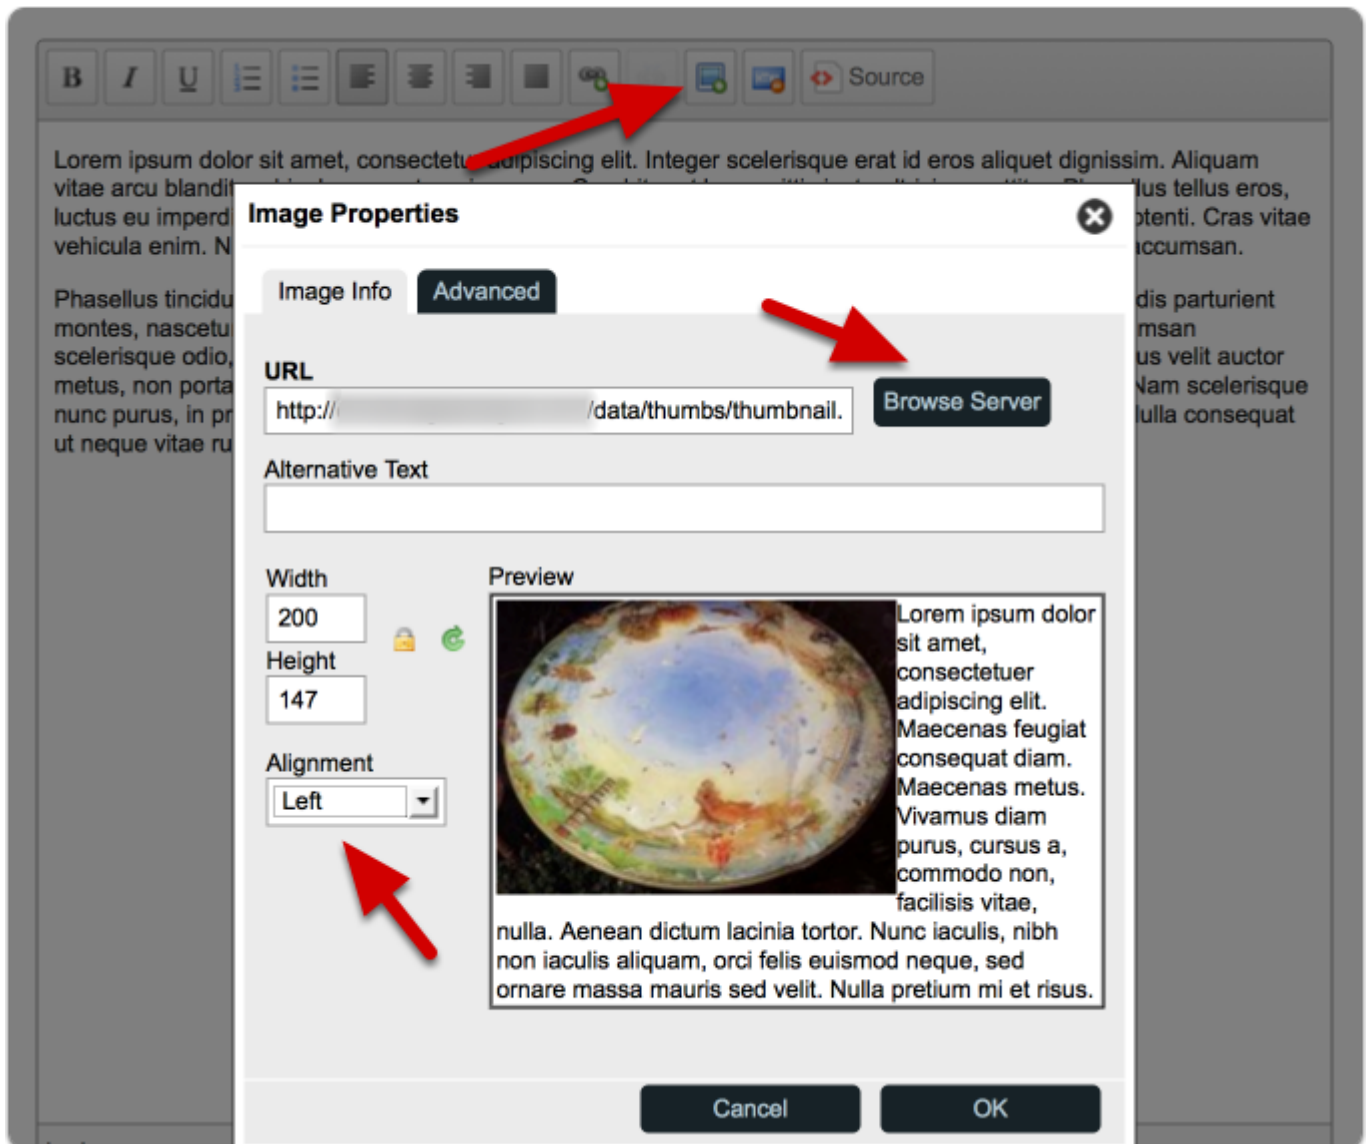 B I U Source
Lorem ipsum dolor sit amet, consectetu adipiscing elit. Integer scelerisque erat id eros aliquet dignissim. Aliquam
vitae arcu blandit lus tellus eros,
luctus eu imperd otenti. Cras vitae
vehicula enim. N accumsan.
Phasellus tincidu dis parturient
montes, nascetu msan
scelerisque odio, us velit auctor
metus, non porta Nam scelerisque
nunc purus, in pr lulla consequat
ut neque vitae ru
Image Properties
Image Info Advanced
URL
http:// /data/thumbs/thumbnail.
Browse Server
Alternative Text
Width
200
Height
147
Alignment
Left
Preview
Lorem ipsum dolor
sit amet,
consectetuer
adipiscing elit.
Maecenas feugiat
consequat diam.
Maecenas metus.
Vivamus diam
purus, cursus a,
commodo non,
facilisis vitae,
nulla. Aenean dictum lacinia tortor. Nunc iaculis, nibh
non iaculis aliquam, orci felis euismod neque, sed
ornare massa mauris sed velit. Nulla pretium mi et risus.
Cancel OK